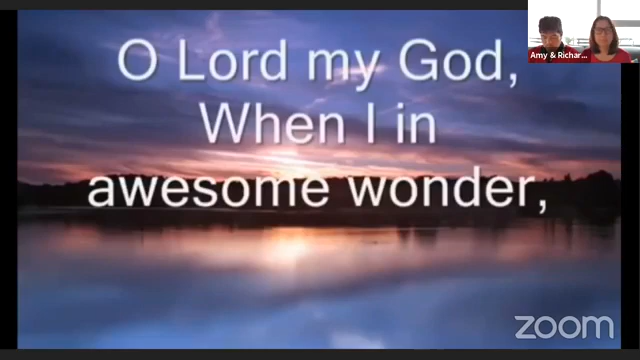 O Lord my God,
When I in
awesome wonder,
Amy & Richar...
zoom